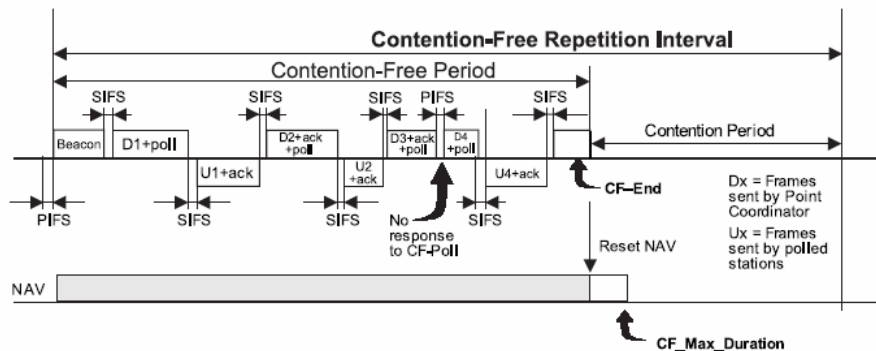 Contention-Free Repetition Interval
Contention-Free Period
SIFS
SIFS
SIFS
PIFS
SIFS
Contention Period
Beacon
D1+poll
D2+ack
+poll
D3+ack
+poll
D4
+poll
U1+ack
U2
+ack
U4+ack
CF-End
PIFS
SIFS
SIFS
No
response
to CF-Poll
SIFS
Dx = Frames
sent by Point
Coordinator
Ux = Frames
sent by polled
stations
Reset NAV
NAV
CF_Max_Duration